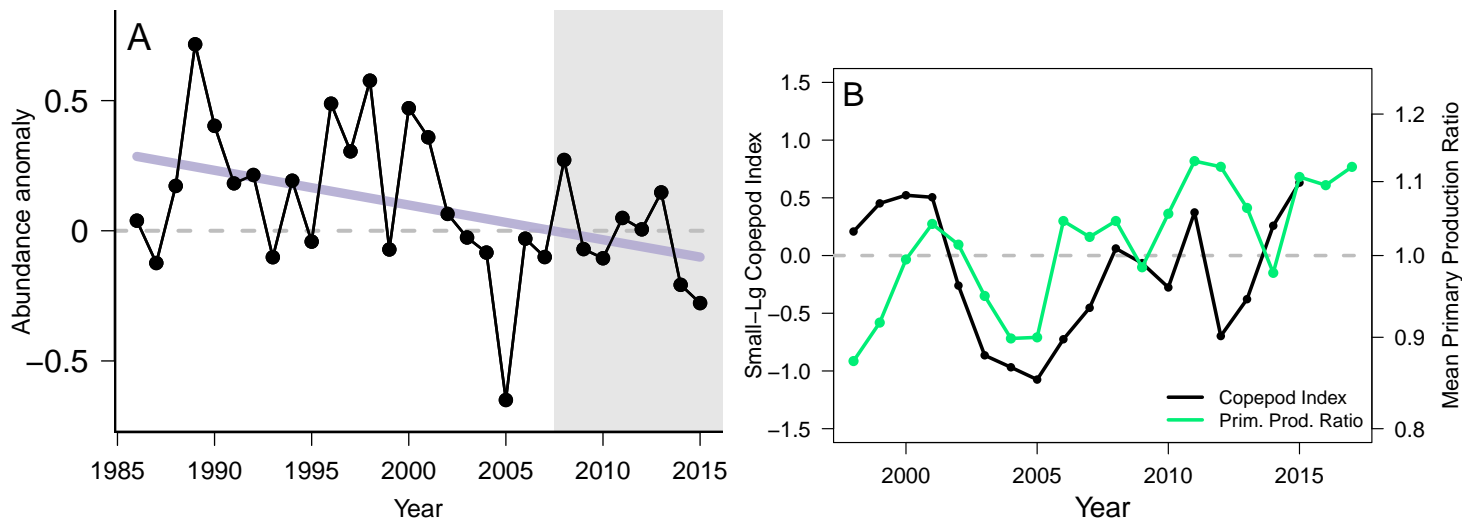 A
Abundance anomaly
0.5
0
−0.5
1985 1990 1995 2000 2005 2010 2015
Year
B
Small−Lg Copepod Index
1.5
1.0
0.5
0.0
−0.5
−1.0
−1.5
Mean Primary Production Ratio
1.2
1.1
1.0
0.9
0.8
Copepod Index
Prim. Prod. Ratio
2000 2005 2010 2015
Year